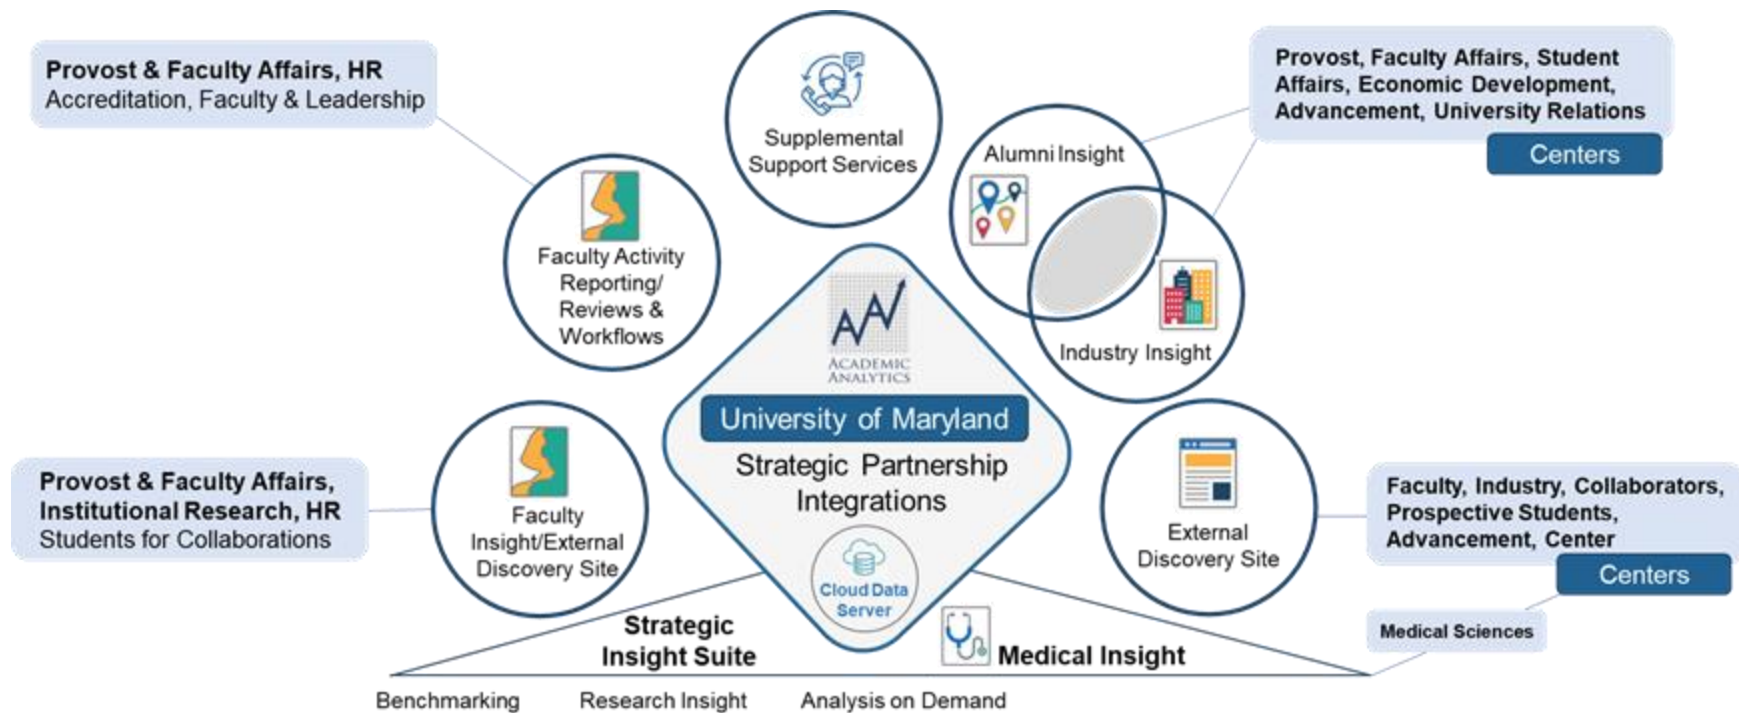 Provost & Faculty Affairs, HR
Accreditation, Faculty & Leadership
Supplemental
Support Services
Provost, Faculty Affairs, Student
Affairs, Economic Development,
Advancement, University Relations
Centers
Alumni Insight
Industry Insight
Faculty Activity
Reporting/
Reviews &
Workflows
ACADEMIC
ANALYTICS
University of Maryland
Strategic Partnership
Integrations
Cloud Data
Server
Provost & Faculty Affairs,
Institutional Research, HR
Students for Collaborations
Faculty
Insight/External
Discovery Site
External
Discovery Site
Faculty, Industry, Collaborators,
Prospective Students,
Advancement, Center
Centers
Medical Sciences
Strategic
Insight Suite
Medical Insight
Benchmarking
Research Insight
Analysis on Demand